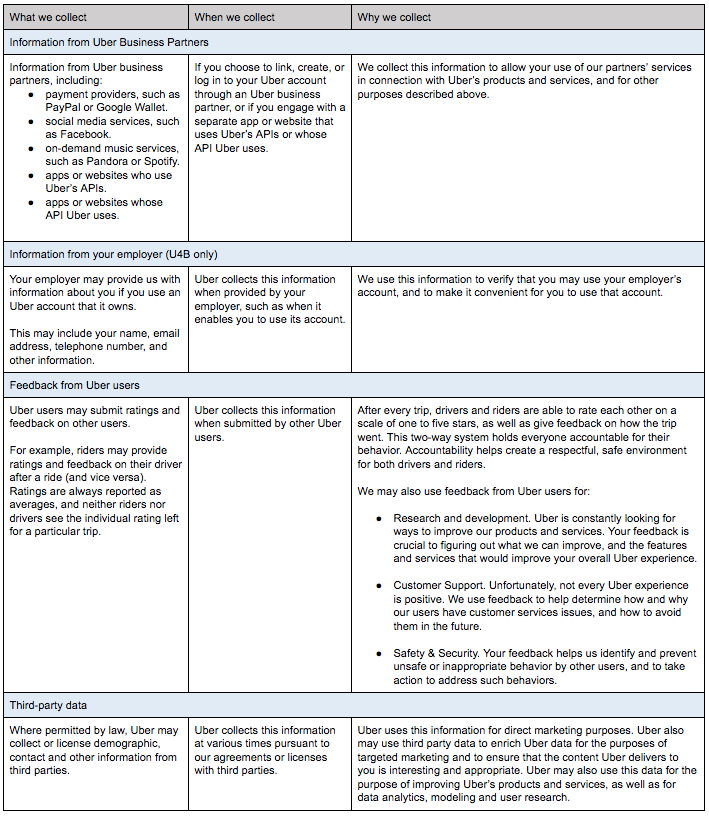 What we collect
When we collect
Why we collect
Information from Uber Business Partners
Information from Uber business
partners, including:
● payment providers, such as
PayPal or Google Wallet.
● social media services, such
as Facebook.
● on-demand music services,
such as Pandora or Spotify.
● apps or websites who use
Uber's APIs.
● apps or websites whose
API Uber uses.
If you choose to link, create, or
log in to your Uber account
through an Uber business
partner, or if you engage with a
separate app or website that
uses Uber's APIs or whose
API Uber uses.
We collect this information to allow your use of our partners' services
in connection with Uber's products and services, and for other
purposes described above.
Information from your employer (U4B only)
Your employer may provide us with
information about you if you use an
Uber account that it owns.
This may include your name, email
address, telephone number, and
other information.
Uber collects this information
when provided by your
employer, such as when it
enables you to use its account.
We use this information to verify that you may use your employer's
account, and to make it convenient for you to use that account.
Feedback from Uber users
Uber users may submit ratings and
feedback on other users.
For example, riders may provide
ratings and feedback on their driver
after a ride (and vice versa).
Ratings are always reported as
averages, and neither riders nor
drivers see the individual rating left
for a particular trip.
Uber collects this information
when submitted by other Uber
users.
After every trip, drivers and riders are able to rate each other on a
scale of one to five stars, as well as give feedback on how the trip
went. This two-way system holds everyone accountable for their
behavior. Accountability helps create a respectful, safe environment
for both drivers and riders.
We may also use feedback from Uber users for:
● Research and development. Uber is constantly looking for
ways to improve our products and services. Your feedback is
crucial to figuring out what we can improve, and the features
and services that would improve your overall Uber experience.
● Customer Support. Unfortunately, not every Uber experience
is positive. We use feedback to help determine how and why
our users have customer services issues, and how to avoid
them in the future.
● Safety & Security. Your feedback helps us identify and prevent
unsafe or inappropriate behavior by other users, and to take
action to address such behaviors.
Third-party data
Where permitted by law, Uber may
collect or license demographic,
contact and other information from
third parties.
Uber collects this information
at various times pursuant to
our agreements or licenses
with third parties.
Uber uses this information for direct marketing purposes. Uber also
may use third party data to enrich Uber data for the purposes of
targeted marketing and to ensure that the content Uber delivers to
you is interesting and appropriate. Uber may also use this data for the
purpose of improving Uber's products and services, as well as for
data analytics, modeling and user research.